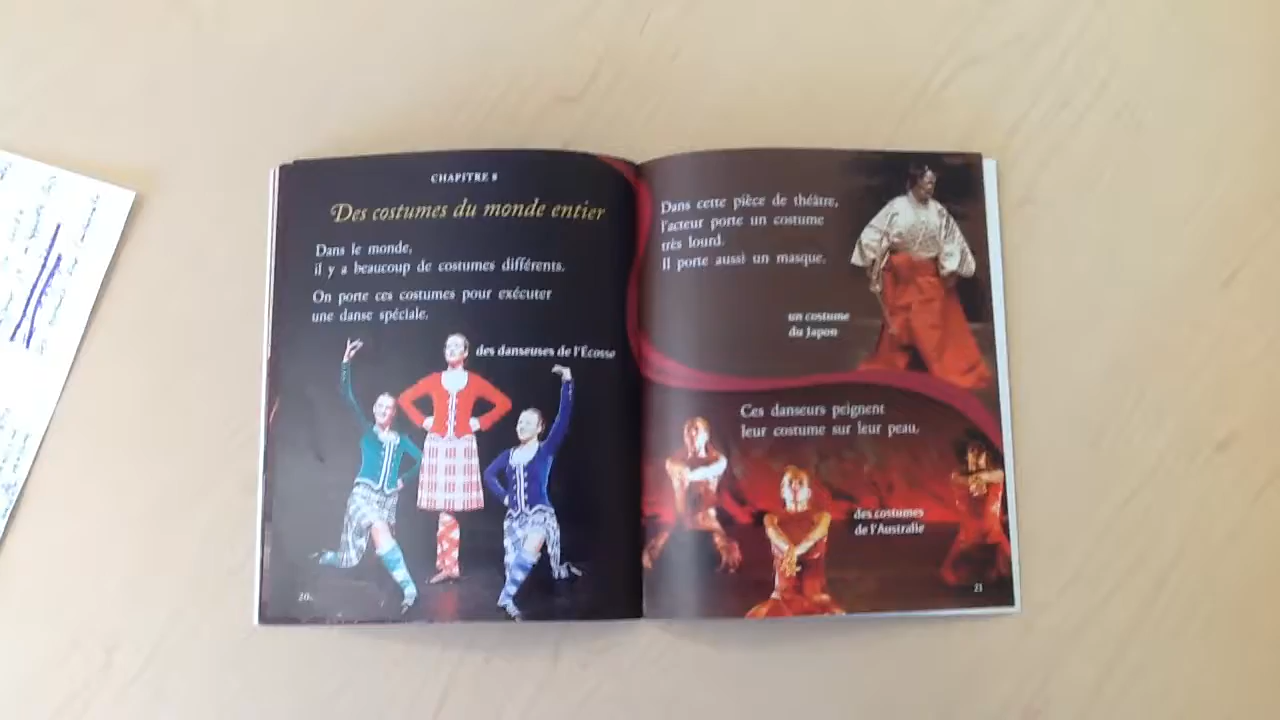 CHAPITRE 8
Des costumes du monde entier
Dans le monde,
il y a beaucoup de costumes différents.
On porte ces costumes pour exécuter
une danse spéciale.
des danseuses de l'Écosse
20
Dans cette pièce de théâtre,
l'acteur porte un costume
très lourd.
Il porte aussi un masque.
un costume
du Japon
Ces danseurs peignent
leur costume sur leur peau.
des costumes
de l'Australie
21